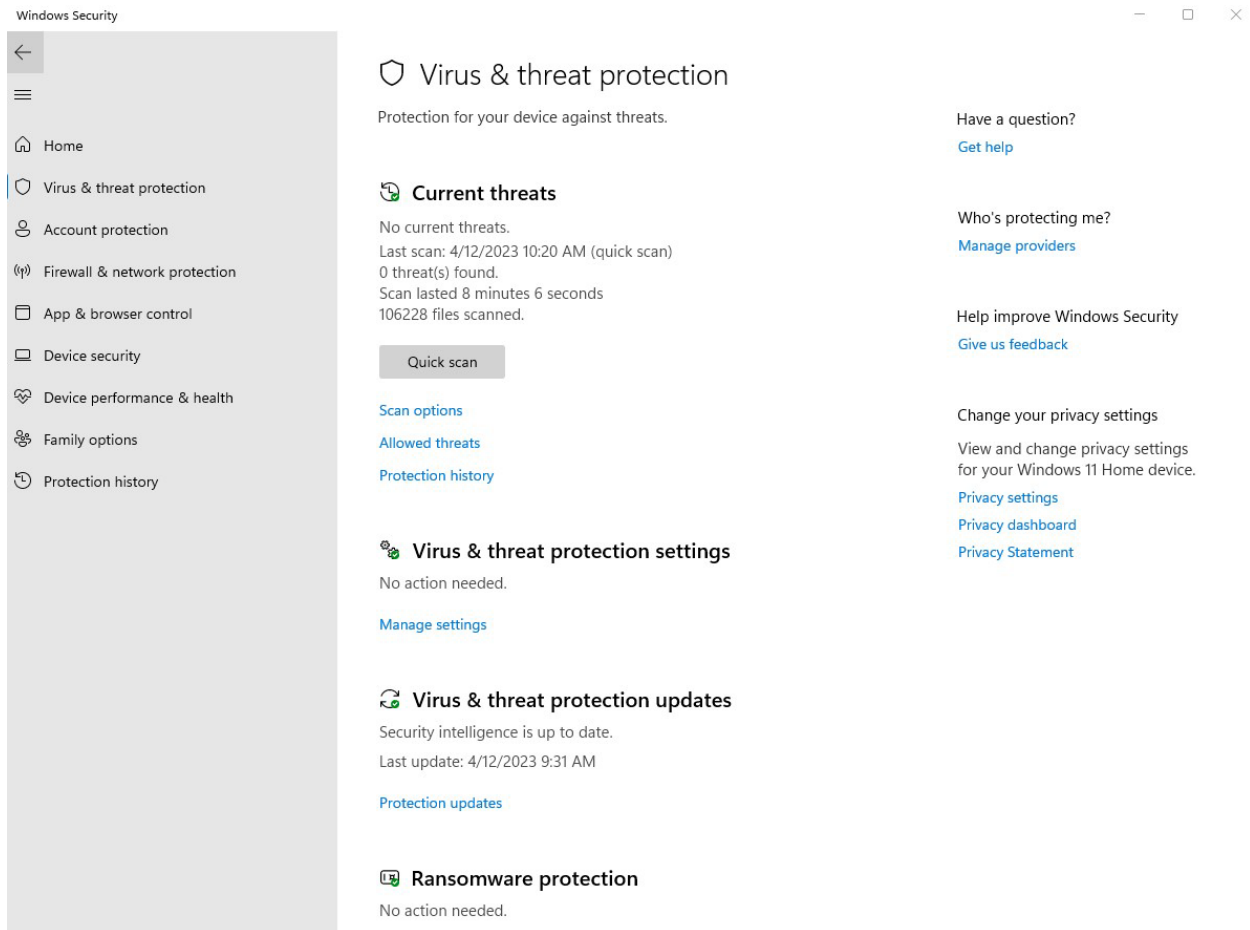 Windows Security
Home
Virus & threat protection
Account protection
Firewall & network protection
App & browser control
Device security
Device performance & health
Family options
Protection history
Virus & threat protection
Protection for your device against threats.
Current threats
No current threats.
Last scan: 4/12/2023 10:20 AM (quick scan)
0 threat(s) found.
Scan lasted 8 minutes 6 seconds
106228 files scanned.
Quick scan
Scan options
Allowed threats
Protection history
Virus & threat protection settings
No action needed.
Manage settings
Virus & threat protection updates
Security intelligence is up to date.
Last update: 4/12/2023 9:31 AM
Protection updates
Ransomware protection
No action needed.
Have a question?
Get help
Who's protecting me?
Manage providers
Help improve Windows Security
Give us feedback
Change your privacy settings
View and change privacy settings
for your Windows 11 Home device.
Privacy settings
Privacy dashboard
Privacy Statement